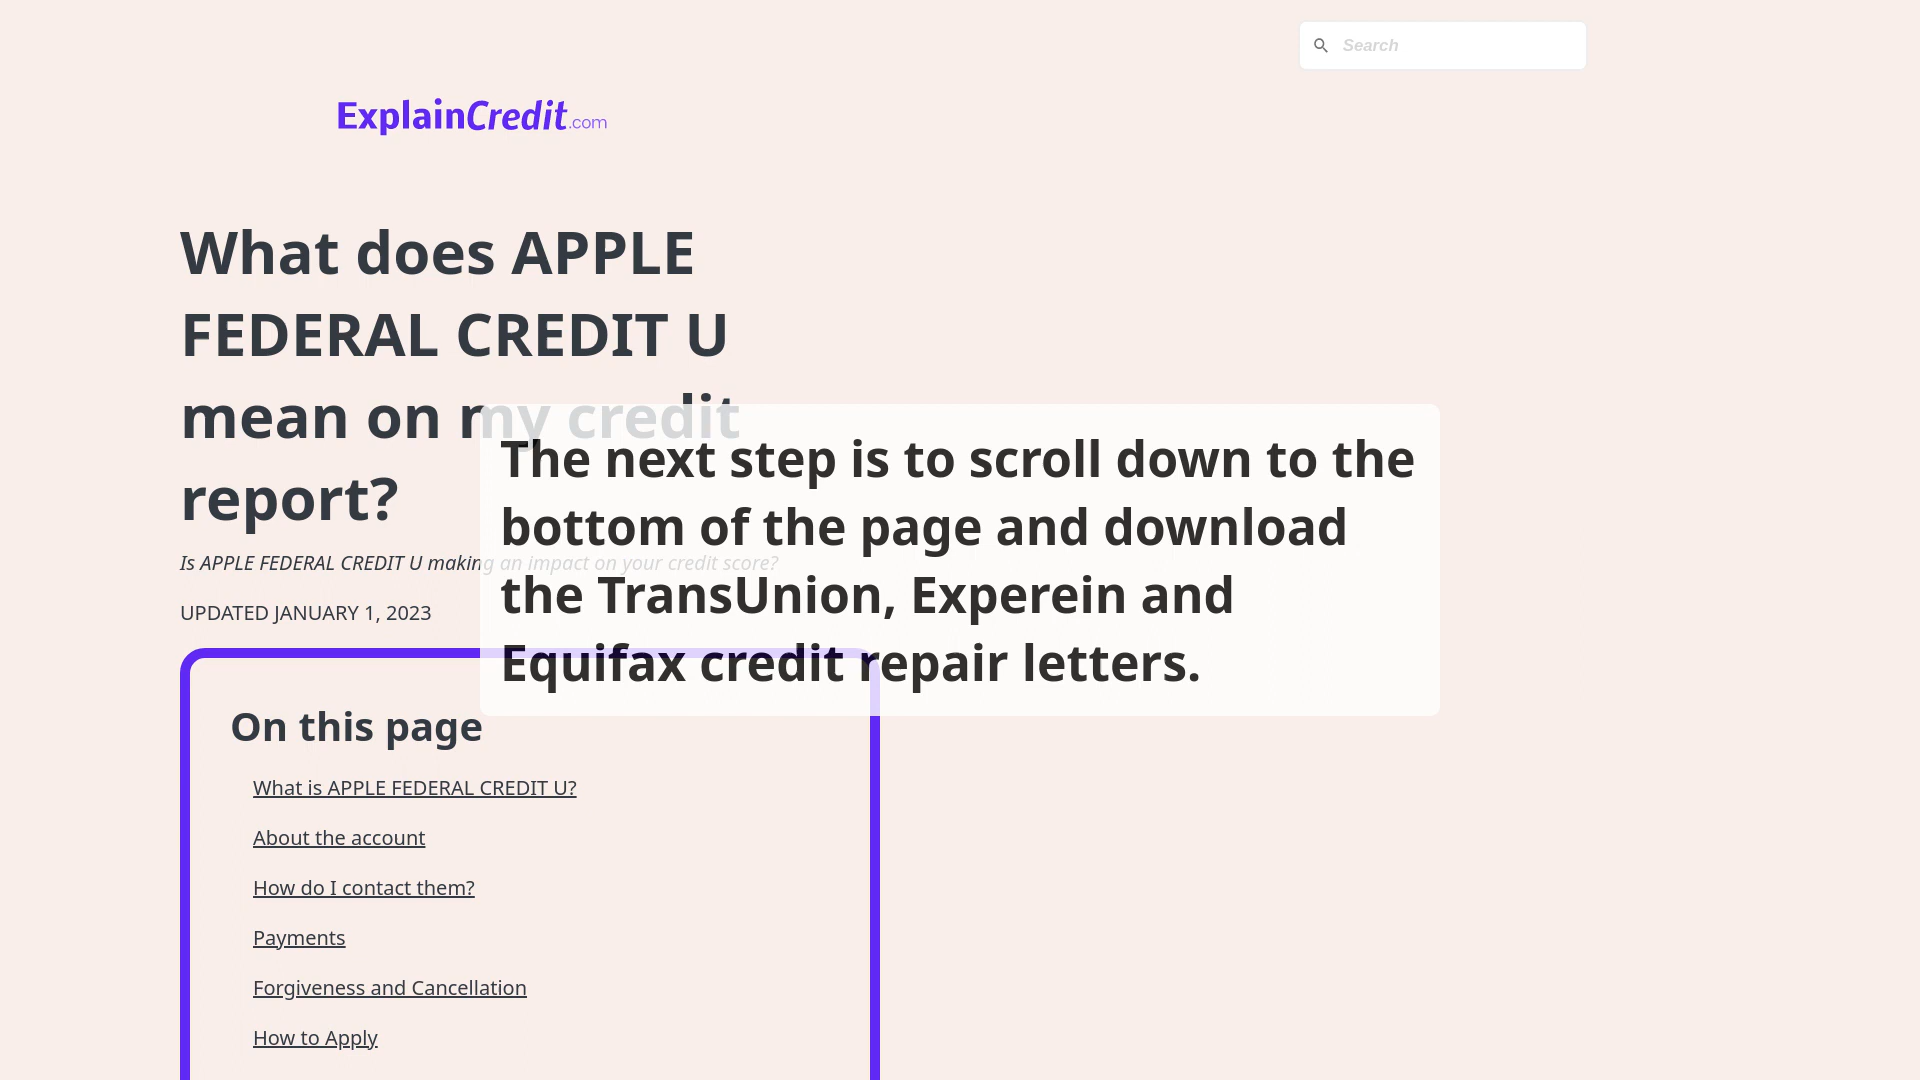 Search
ExplainCredit.com
What does APPLE
FEDERAL CREDIT U
mean on my credit
report?
Is APPLE FEDERAL CREDIT U making an impact on your credit score?
UPDATED JANUARY 1, 2023
The next step is to scroll down to the
bottom of the page and download
the TransUnion, Experein and
Equifax credit repair letters.
On this page
What is APPLE FEDERAL CREDIT U?
About the account
How do I contact them?
Payments
Forgiveness and Cancellation
How to Apply